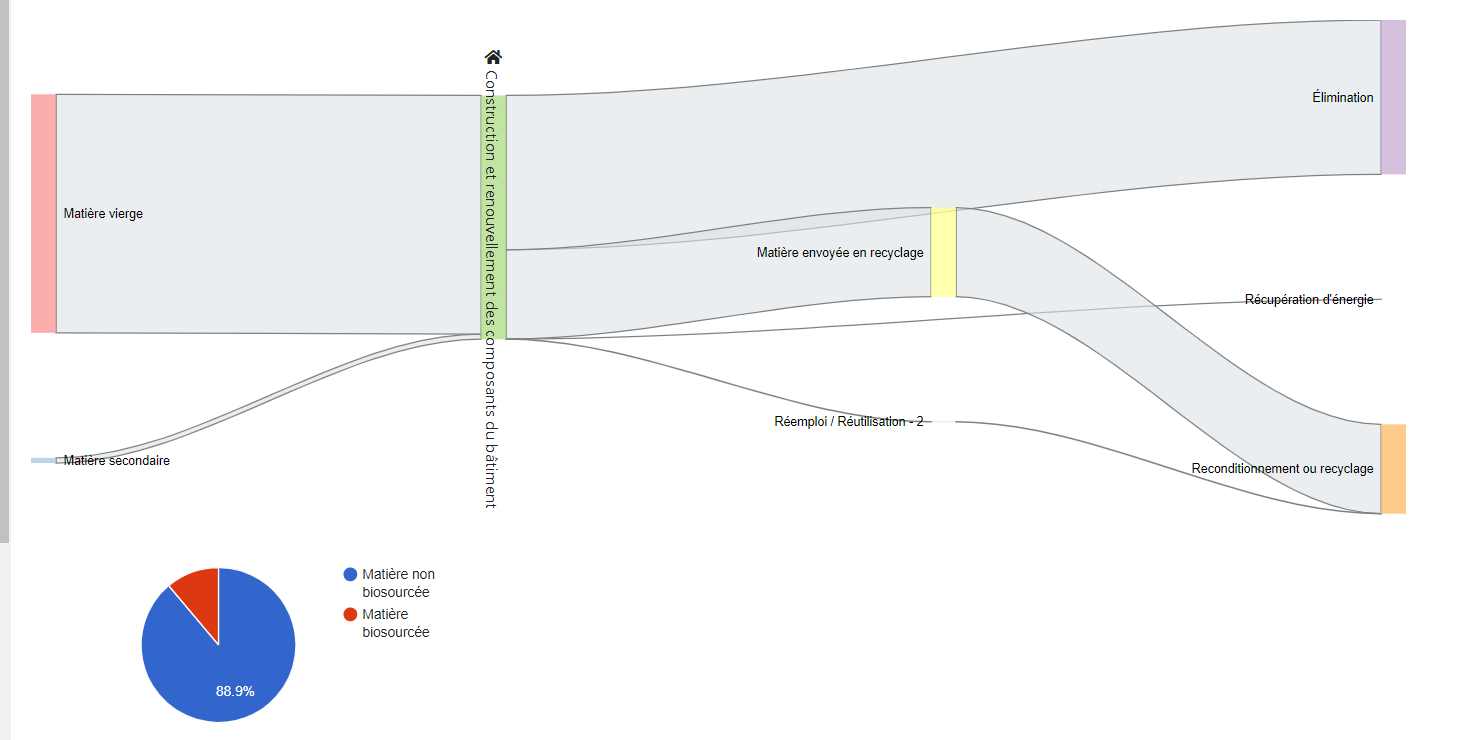 Construction et renouvellement des composants du bâtiment
Élimination
Matière vierge
Matière envoyée en recyclage
Récupération d'énergie
Réemploi / Réutilisation - 2
Matière secondaire
Reconditionnement ou recyclage
Matière non
biosourcée
Matière
biosourcée
88.9%